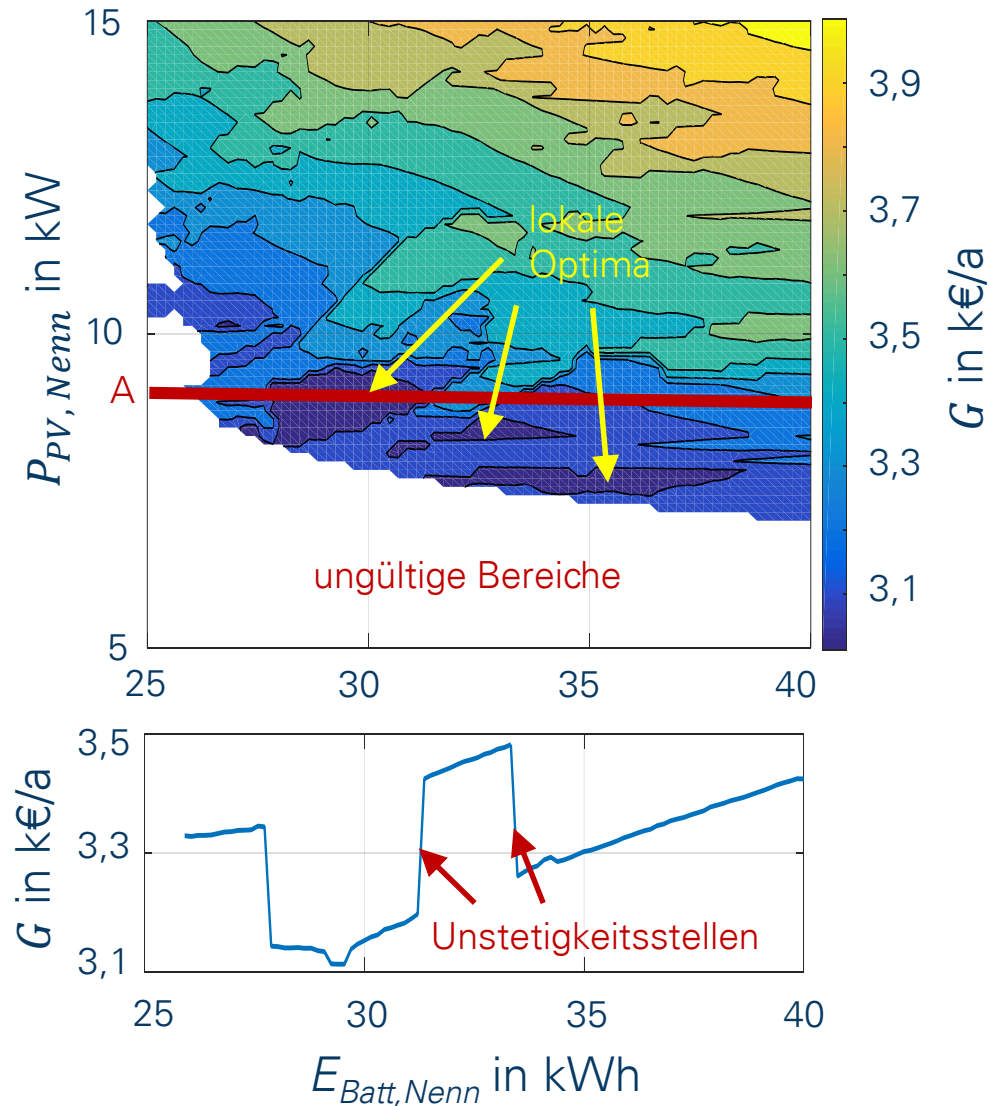 15
10
5
P_PV, Nenn in kW
A
lokale
Optima
ungültige Bereiche
25
30
35
40
3,9
3,7
3,5
3,3
3,1
G in k€/a
3,5
3,3
3,1
G in k€/a
Unstetigkeitsstellen
25
30
35
40
E_Batt,Nenn in kWh